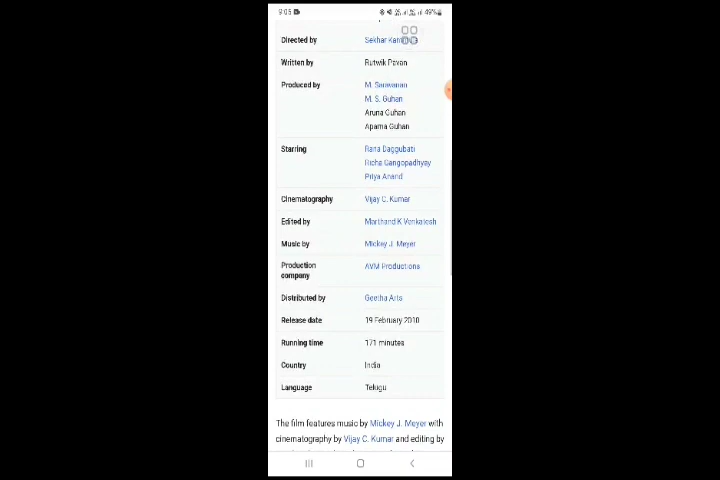 9:05
49%
Directed by
Sekhar Kammula
Written by Rutwik Pavan
Produced by M. Saravanan
M. S. Guhan
Aruna Guhan
Aparna Guhan
Starring Rana Daggubati
Richa Gangopadhyay
Priya Anand
Cinematography Vijay C. Kumar
Edited by Marthand K Venkatesh
Music by Mickey J. Meyer
Production
company
AVM Productions
Distributed by Geetha Arts
Release date 19 February 2010
Running time 171 minutes
Country India
Language Telugu
The film features music by Mickey J. Meyer with
cinematography by Vijay C. Kumar and editing by